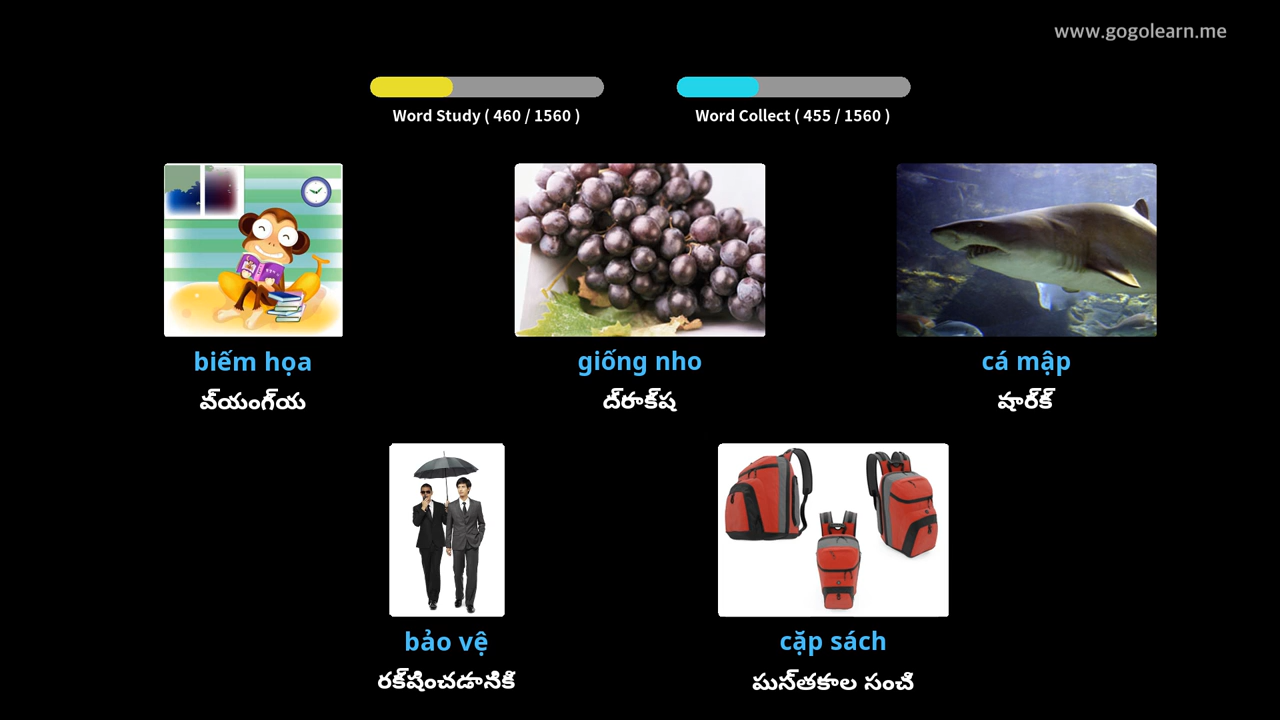 www.gogolearn.me
Word Study ( 460 / 1560 )
Word Collect ( 455 / 1560 )
biếm họa
వ్యంగ్య
giống nho
ద్రాక్ష
cá mập
షార్క్
bảo vệ
రక్షించడానికి
cặp sách
పుస్తకాల సంచి